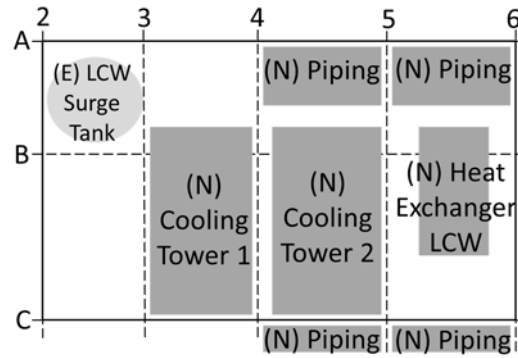 2 3 4 5 6
A
(E) LCW
Surge
Tank
(N) Piping
(N) Piping
B
(N)
Cooling
Tower 1
(N)
Cooling
Tower 2
(N) Heat
Exchanger
LCW
C
(N) Piping
(N) Piping